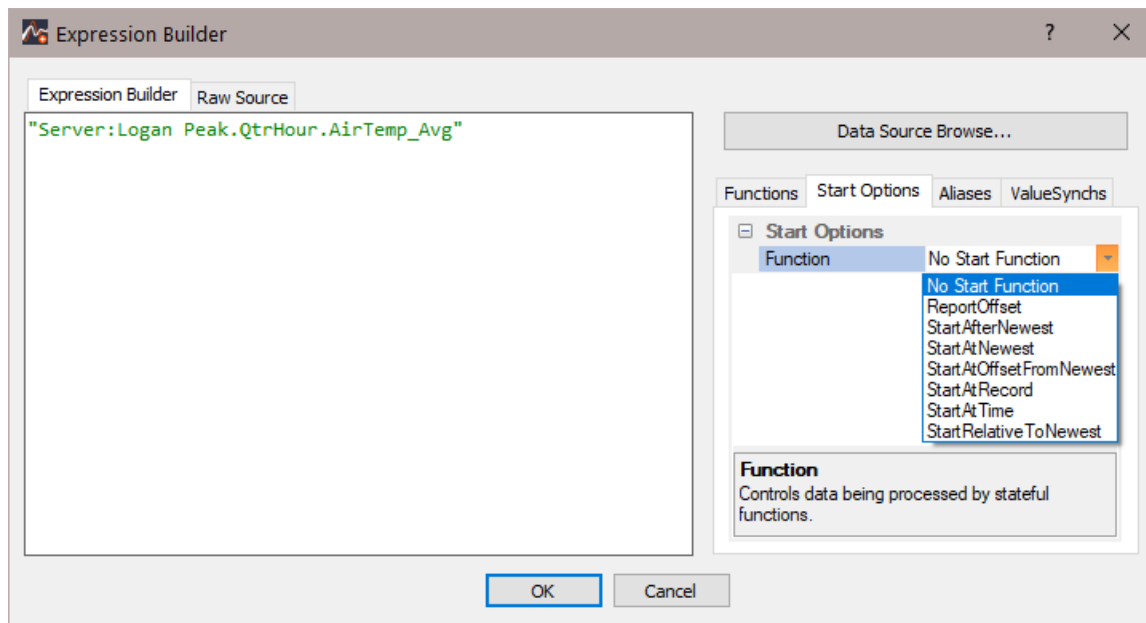 Expression Builder
?
Expression Builder
Raw Source
"Server:Logan Peak.QtrHour.AirTemp_Avg"
Data Source Browse...
Functions
Start Options
Aliases
ValueSynchs
Start Options
Function
No Start Function
No Start Function
ReportOffset
StartAfterNewest
StartAtNewest
StartAtOffsetFromNewest
StartAtRecord
StartAtTime
StartRelativeToNewest
Function
Controls data being processed by stateful
functions.
OK
Cancel